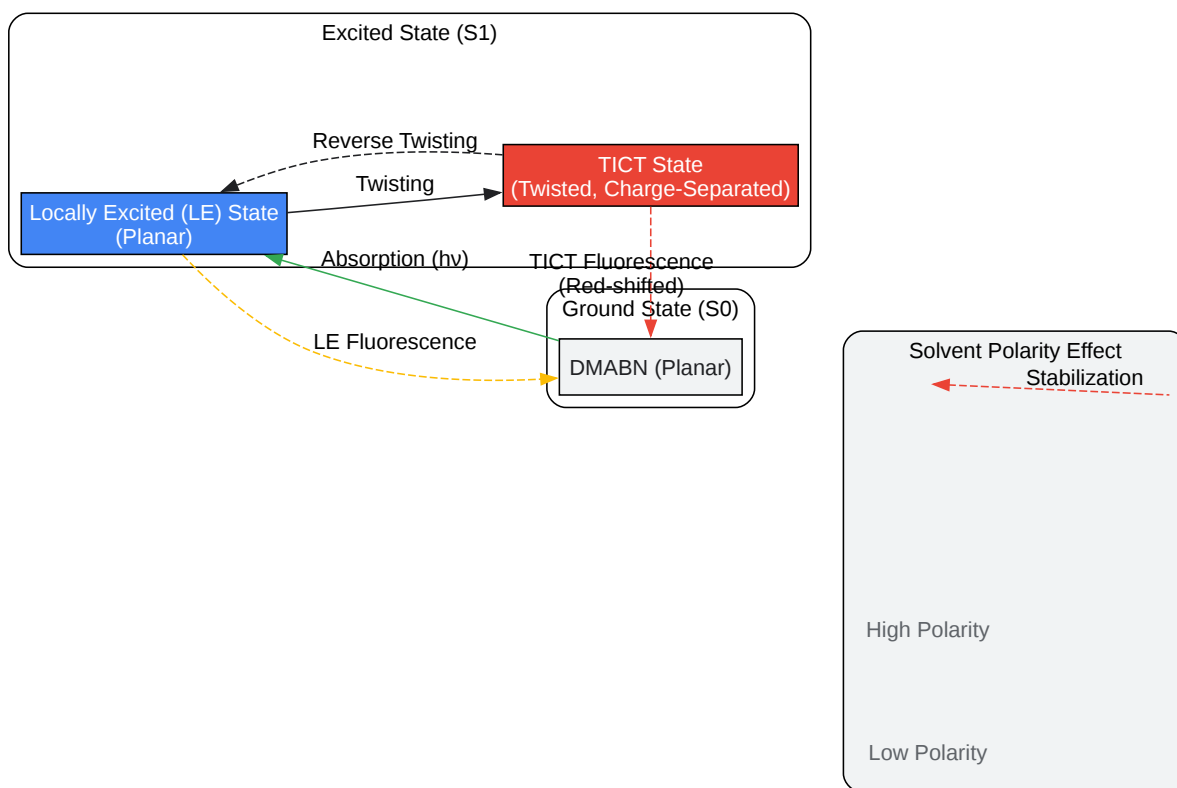 Excited State (S1)
Reverse Twisting
TICT State
(Twisted, Charge-Separated)
Twisting
Locally Excited (LE) State
(Planar)
Absorption (hν)
TICT Fluorescence
(Red-shifted)
Ground State (S0)
LE Fluorescence
DMABN (Planar)
Solvent Polarity Effect
Stabilization
High Polarity
Low Polarity